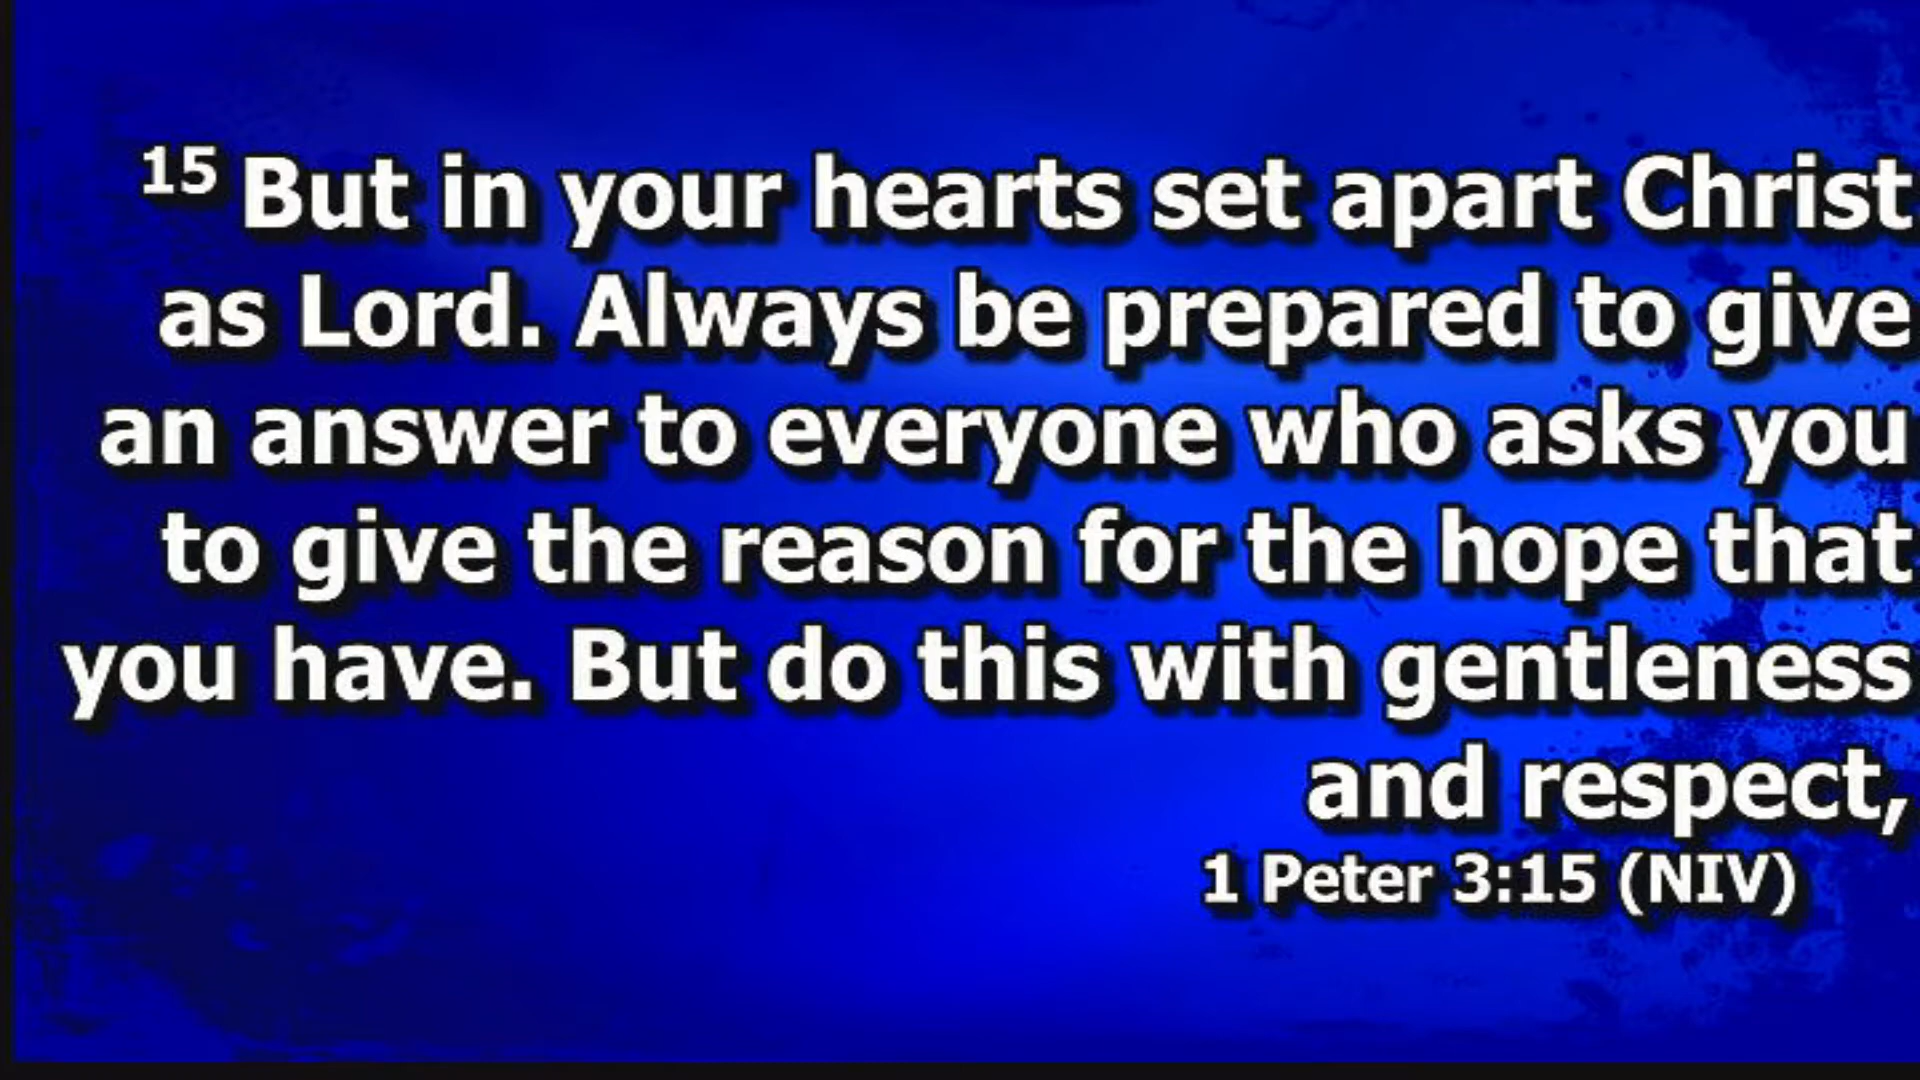 15 But in your hearts set apart Christ
as Lord. Always be prepared to give
an answer to everyone who asks you
to give the reason for the hope that
you have. But do this with gentleness
and respect,
1 Peter 3:15 (NIV)